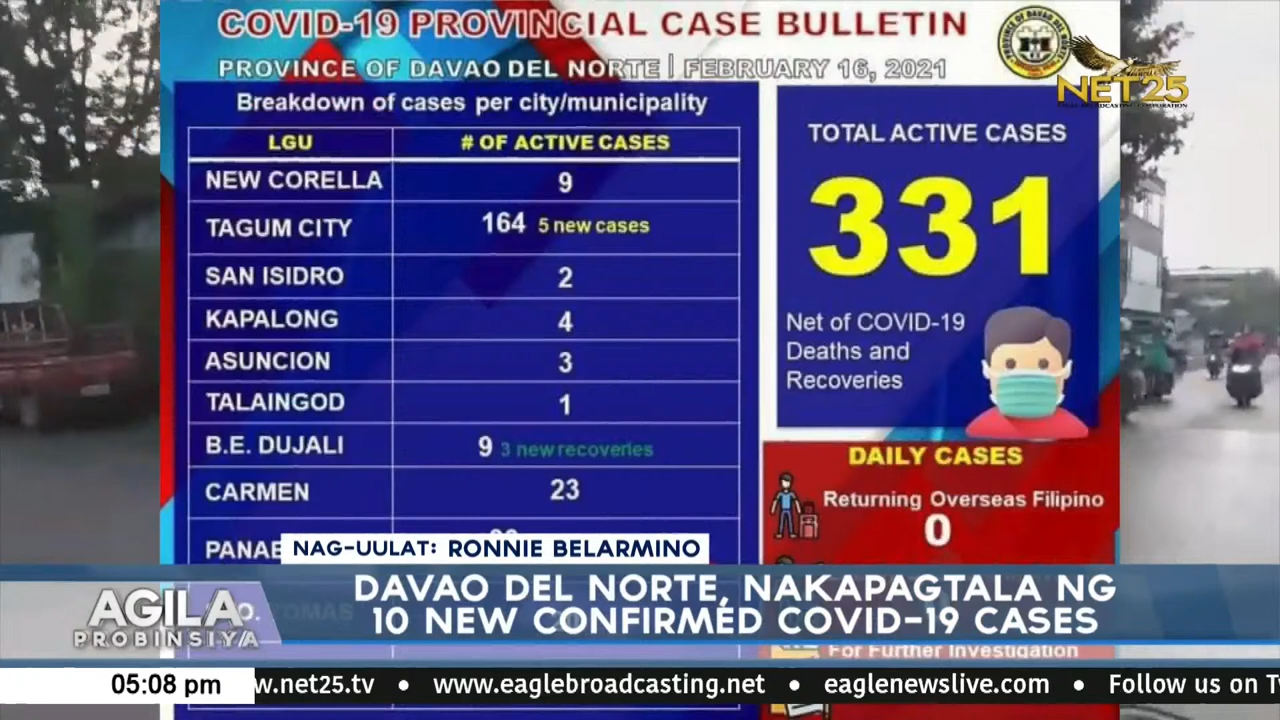 COVID-19 PROVINCIAL CASE BULLETIN
PROVINCE OF DAVAO DEL NORTE | FEBRUARY 16, 2021
NET25
EAGLE BROADCASTING CORPORATION
Breakdown of cases per city/municipality
LGU # OF ACTIVE CASES
NEW CORELLA 9
TAGUM CITY 164 5 new cases
SAN ISIDRO 2
KAPALONG 4
ASUNCION 3
TALAINGOD 1
B.E. DUJALI 9 3 new recoveries
CARMEN 23
TOTAL ACTIVE CASES
331
Net of COVID-19
Deaths and
Recoveries
DAILY CASES
Returning Overseas Filipino
0
For Further Investigation
NAG-UULAT: RONNIE BELARMINO
AGILA
PROBINSIYA
DAVAO DEL NORTE, NAKAPAGTALA NG
10 NEW CONFIRMED COVID-19 CASES
05:08 pm
w.net25.tv • www.eaglebroadcasting.net • eaglenewslive.com • Follow us on T